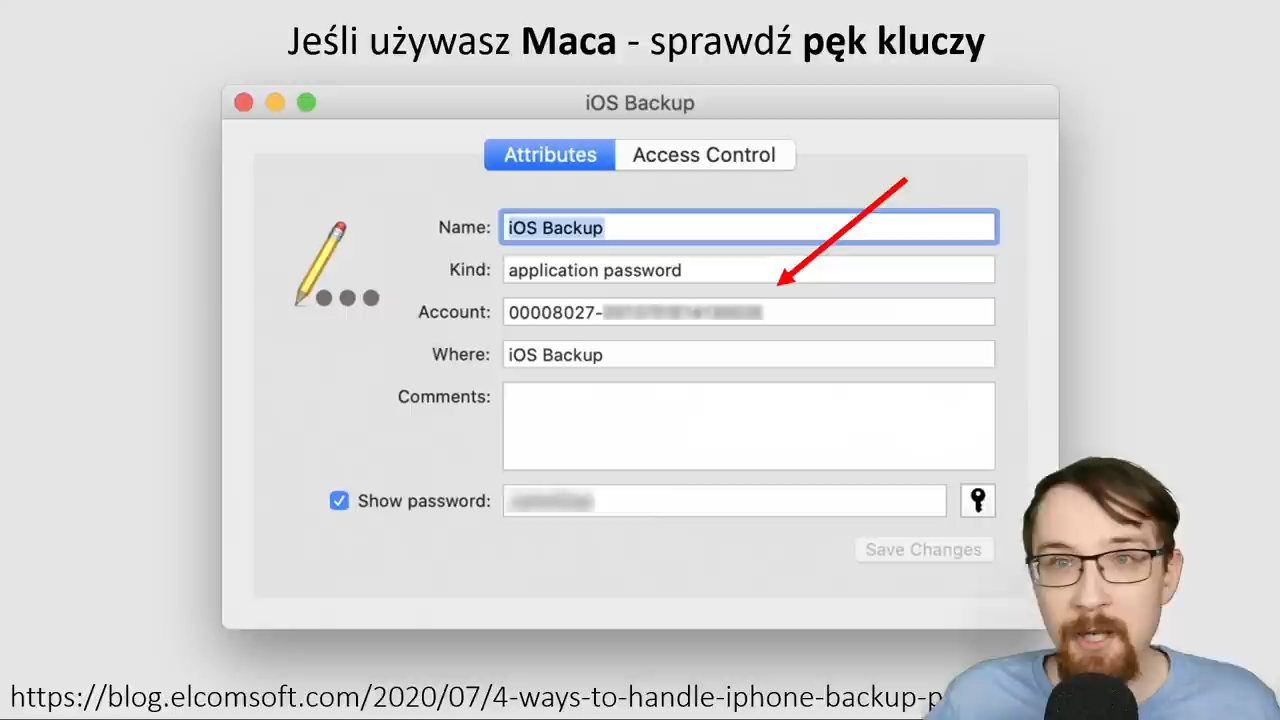 Jeśli używasz Maca - sprawdź pęk kluczy
iOS Backup
Attributes Access Control
Name: iOS Backup
Kind: application password
Account: 00008027-
Where: iOS Backup
Comments:
Show password:
Save Changes
https://blog.elcomsoft.com/2020/07/4-ways-to-handle-iphone-backup-p